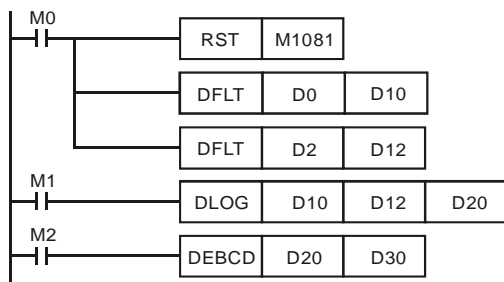 M0
RST M1081
DFLT D0 D10
DFLT D2 D12
M1
DLOG D10 D12 D20
M2
DEBCD D20 D30